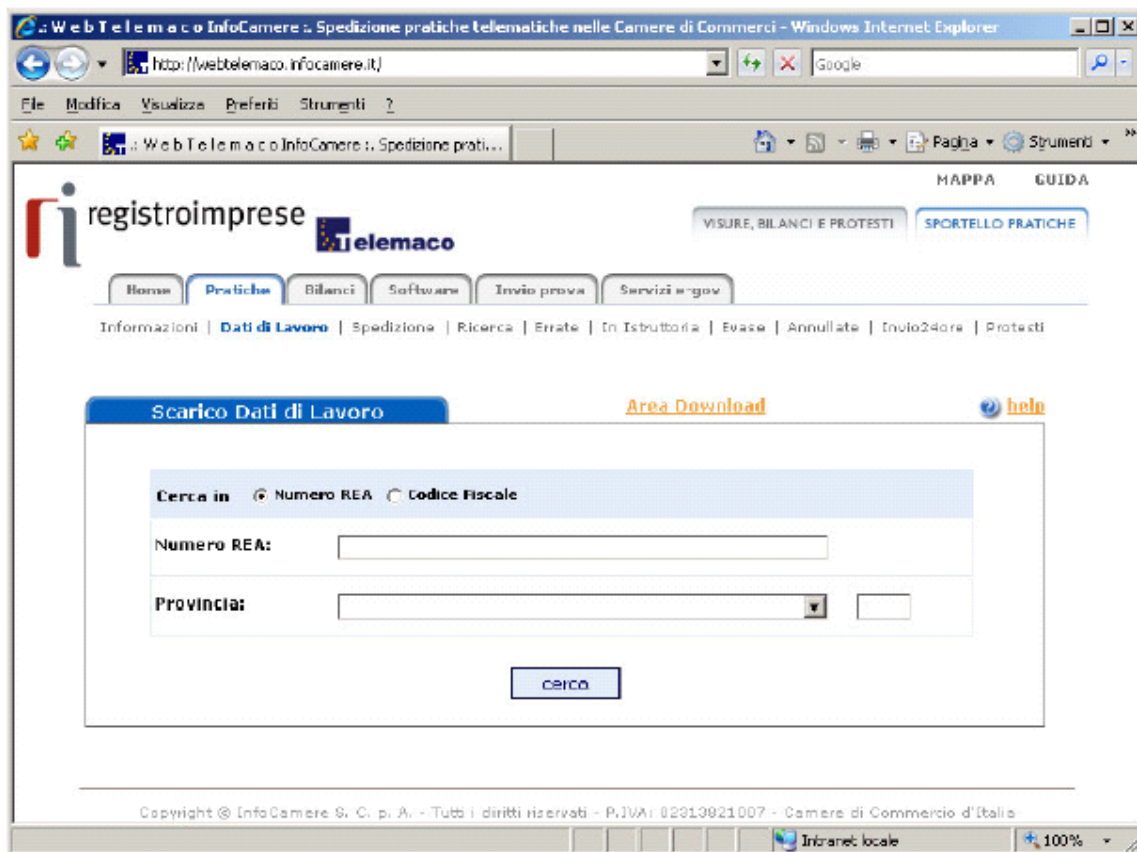 .: W e b T e l e m a c o InfoCamere :. Spedizione pratiche telematiche nelle Camere di Commerci - Windows Internet Explorer
http://webtelemaco.infocamere.it/
Google
File Modifica Visualizza Preferiti Strumenti ?
.: W e b T e l e m a c o InfoCamere :. Spedizione prati...
Pagina Strumenti »
MAPPA GUIDA
ri registroimprese Telemaco
VISURE, BILANCI E PROTESTI SPORTELLO PRATICHE
Home Pratiche Bilanci Software Invio prova Servizi e-gov
Informazioni | Dati di Lavoro | Spedizione | Ricerca | Errate | In Istruttoria | Evase | Annullate | Invio24ore | Protesti
Scarico Dati di Lavoro Area Download help
Cerca in Numero REA Codice Fiscale
Numero REA:
Provincia:
cerca
Copyright @ InfoCamere S. C. p. A. - Tutti i diritti riservati - P.IVA: 02313821007 - Camere di Commercio d'Italia
Intranet locale 100%